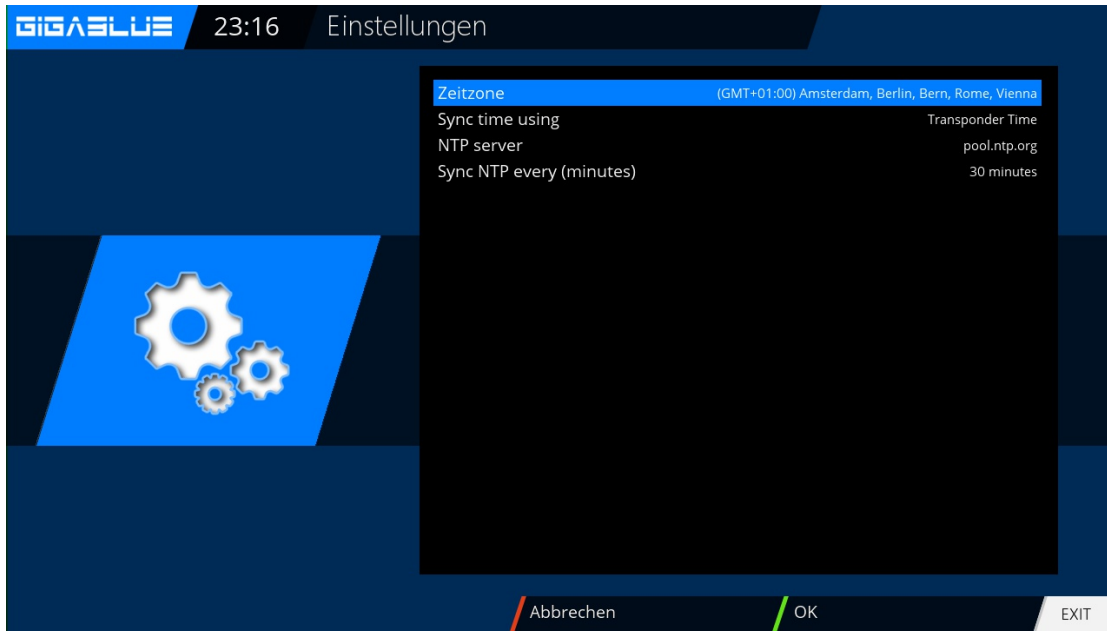 GIGABLUE 23:16 Einstellungen
Zeitzone (GMT+01:00) Amsterdam, Berlin, Bern, Rome, Vienna
Sync time using Transponder Time
NTP server pool.ntp.org
Sync NTP every (minutes) 30 minutes
Abbrechen OK EXIT